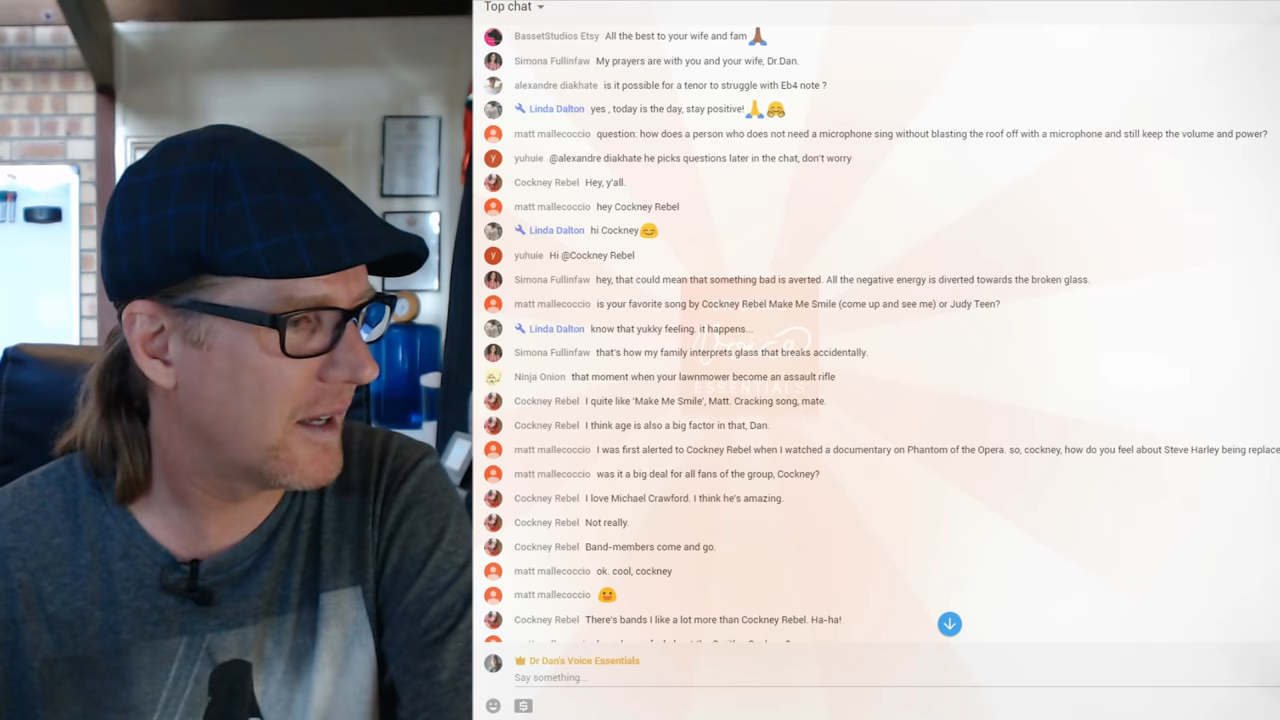 Top chat
BassetStudios Etsy All the best to your wife and fam
Simona Fullinfaw My prayers are with you and your wife, Dr.Dan.
alexandre diakhate is it possible for a tenor to struggle with Eb4 note ?
Linda Dalton yes , today is the day, stay positive!
matt mallecoccio question: how does a person who does not need a microphone sing without blasting the roof off with a microphone and still keep the volume and power?
y yuhuie @alexandre diakhate he picks questions later in the chat, don't worry
Cockney Rebel Hey, y'all.
matt mallecoccio hey Cockney Rebel
Linda Dalton hi Cockney
y yuhuie Hi @Cockney Rebel
Simona Fullinfaw hey, that could mean that something bad is averted. All the negative energy is diverted towards the broken glass.
matt mallecoccio is your favorite song by Cockney Rebel Make Me Smile (come up and see me) or Judy Teen?
Linda Dalton know that yukky feeling. it happens...
Simona Fullinfaw that's how my family interprets glass that breaks accidentally.
Ninja Onion that moment when your lawnmower become an assault rifle
ESSENTIALS
Cockney Rebel I quite like 'Make Me Smile', Matt. Cracking song, mate.
Cockney Rebel I think age is also a big factor in that, Dan.
matt mallecoccio I was first alerted to Cockney Rebel when I watched a documentary on Phantom of the Opera. so, cockney, how do you feel about Steve Harley being replace
matt mallecoccio was it a big deal for all fans of the group, Cockney?
Cockney Rebel I love Michael Crawford. I think he's amazing.
Cockney Rebel Not really.
Cockney Rebel Band-members come and go.
matt mallecoccio ok. cool, cockney
matt mallecoccio
Cockney Rebel There's bands I like a lot more than Cockney Rebel. Ha-ha!
Dr Dan's Voice Essentials
Say something...